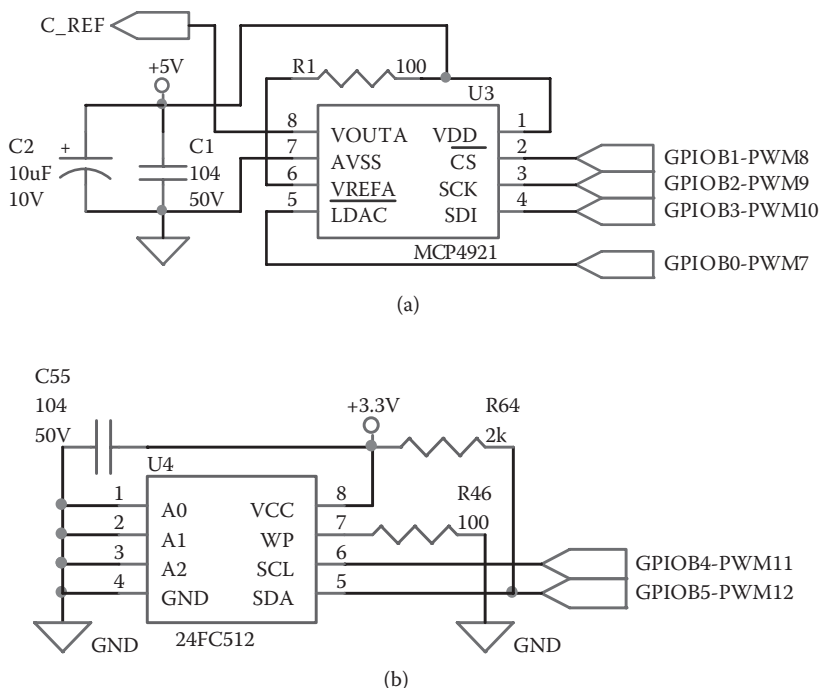 C_REF
+5V
R1
100
U3
C2
10uF
10V
+
C1
104
50V
8
7
6
5
VOUTA
AVSS
VREFA
LDAC
VDD
CS
SCK
SDI
1
2
3
4
MCP4921
GPIOB1-PWM8
GPIOB2-PWM9
GPIOB3-PWM10
GPIOB0-PWM7
(a)
C55
104
50V
+3.3V
R64
2k
U4
1
2
3
4
A0
A1
A2
GND
VCC
WP
SCL
SDA
8
7
6
5
R46
100
GPIOB4-PWM11
GPIOB5-PWM12
GND
24FC512
GND
(b)